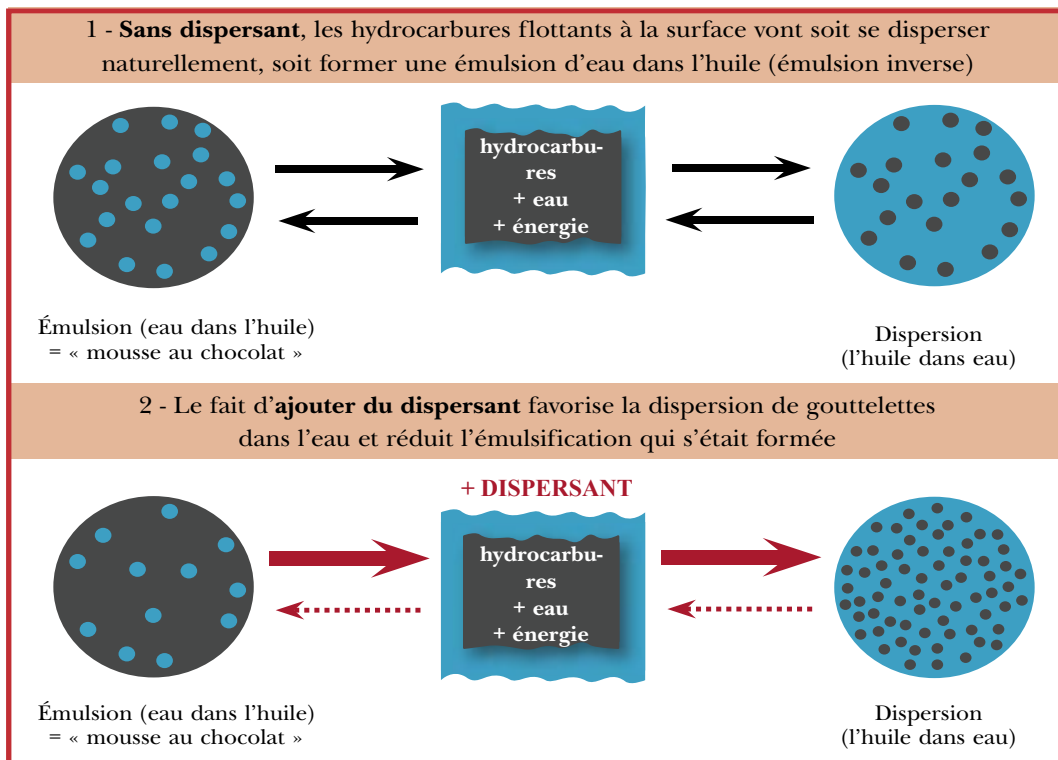 1 - Sans dispersant, les hydrocarbures flottants à la surface vont soit se disperser
naturellement, soit former une émulsion d’eau dans l’huile (émulsion inverse)
hydrocarbu-
res
+ eau
+ énergie
Émulsion (eau dans l’huile)
= « mousse au chocolat »
Dispersion
(l’huile dans eau)
2 - Le fait d’ajouter du dispersant favorise la dispersion de gouttelettes
dans l’eau et réduit l’émulsification qui s’était formée
+ DISPERSANT
hydrocarbu-
res
+ eau
+ énergie
Émulsion (eau dans l’huile)
= « mousse au chocolat »
Dispersion
(l’huile dans eau)